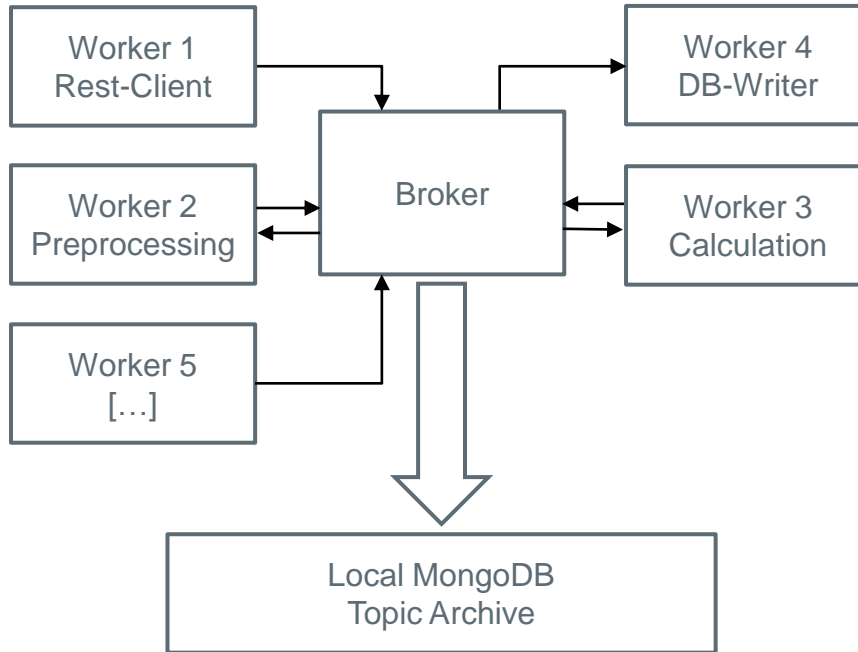 Worker 1
Rest-Client
Worker 4
DB-Writer
Broker
Worker 2
Preprocessing
Worker 3
Calculation
Worker 5
[…]
Local MongoDB
Topic Archive